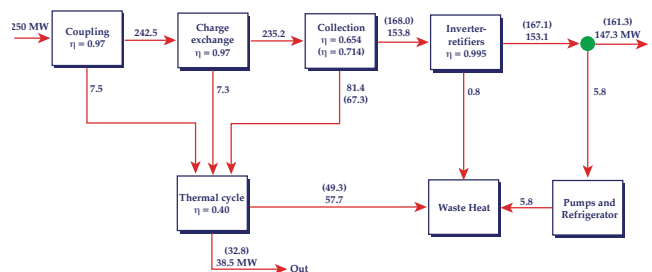 250 MW
Coupling
η = 0.97
242.5
Charge
exchange
η = 0.97
235.2
Collection
η = 0.654
(η = 0.714)
(168.0)
153.8
Inverter-
retifiers
η = 0.995
(167.1)
153.1
(161.3)
147.3 MW
7.5
7.3
81.4
(67.3)
0.8
5.8
Thermal cycle
η = 0.40
(49.3)
57.7
Waste Heat
5.8
Pumps and
Refrigerator
(32.8)
38.5 MW
Out